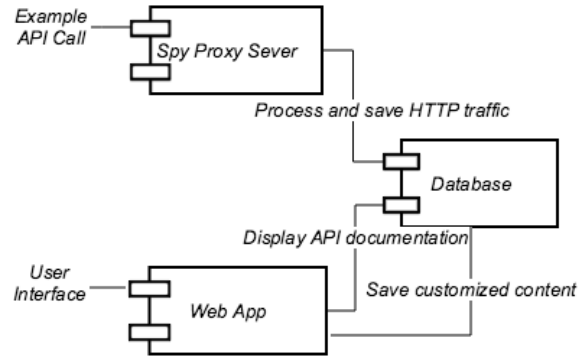 Example
API Call
Spy Proxy Sever
Process and save HTTP traffic
Database
Display API documentation
User
Interface
Web App
Save customized content